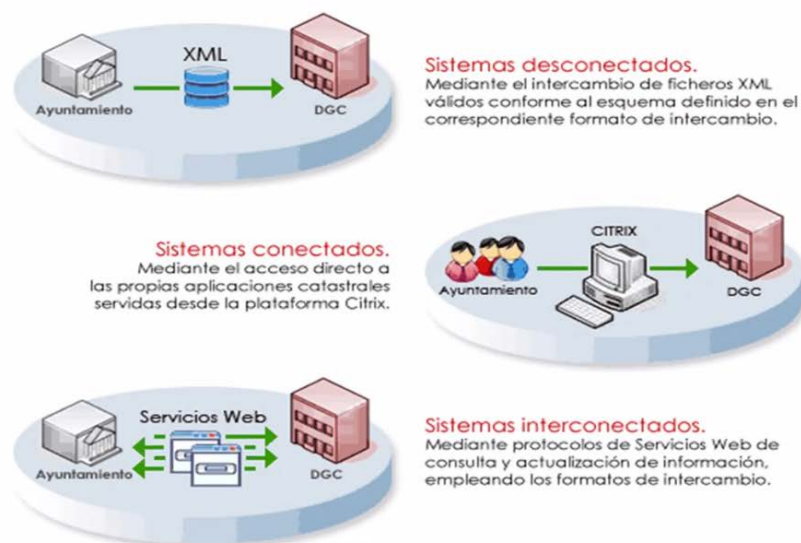 XML
Ayuntamiento
DGC
Sistemas desconectados.
Mediante el intercambio de ficheros XML
válidos conforme al esquema definido en el
correspondiente formato de intercambio.
Sistemas conectados.
Mediante el acceso directo a
las propias aplicaciones catastrales
servidas desde la plataforma Citrix.
CITRIX
Ayuntamiento
DGC
Servicios Web
Ayuntamiento
DGC
Sistemas interconectados.
Mediante protocolos de Servicios Web de
consulta y actualización de información,
empleando los formatos de intercambio.